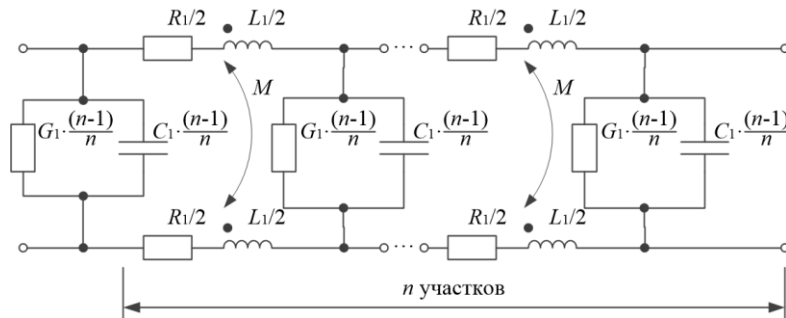 R1/2 L1/2 ... R1/2 L1/2
M M
G1·(n-1)/n C1·(n-1)/n G1·(n-1)/n C1·(n-1)/n G1·(n-1)/n C1·(n-1)/n
R1/2 L1/2 ... R1/2 L1/2
n участков